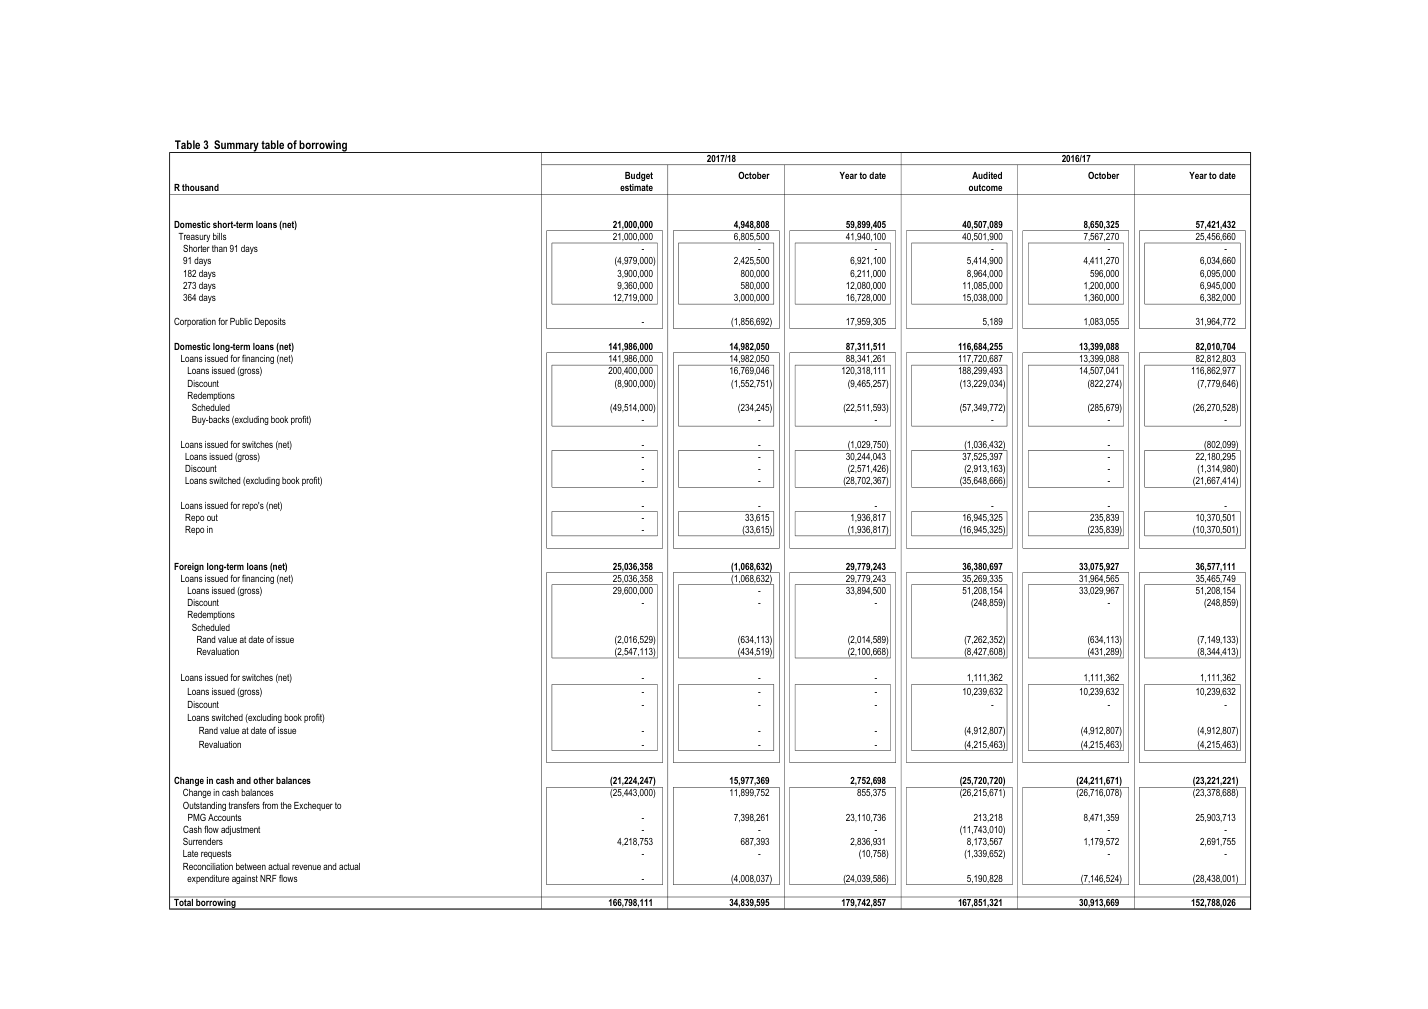 Table 3 Summary table of borrowing
2017/18 2016/17
Budget October Year to date Audited October Year to date
R thousand estimate outcome
Domestic short-term loans (net) 21,000,000 4,948,808 59,899,405 40,507,089 8,650,325 57,421,432
Treasury bills 21,000,000 6,805,500 41,940,100 40,501,900 7,567,270 25,456,660
Shorter than 91 days - - - - - -
91 days (4,979,000) 2,425,500 6,921,100 5,414,900 4,411,270 6,034,660
182 days 3,900,000 800,000 6,211,000 8,964,000 596,000 6,095,000
273 days 9,360,000 580,000 12,080,000 11,085,000 1,200,000 6,945,000
364 days 12,719,000 3,000,000 16,728,000 15,038,000 1,360,000 6,382,000
Corporation for Public Deposits - (1,856,692) 17,959,305 5,189 1,083,055 31,964,772
Domestic long-term loans (net) 141,986,000 14,982,050 87,311,511 116,684,255 13,399,088 82,010,704
Loans issued for financing (net) 141,986,000 14,982,050 88,341,261 117,720,687 13,399,088 82,812,803
Loans issued (gross) 200,400,000 16,769,046 120,318,111 188,299,493 14,507,041 116,862,977
Discount (8,900,000) (1,552,751) (9,465,257) (13,229,034) (822,274) (7,779,646)
Redemptions
Scheduled (49,514,000) (234,245) (22,511,593) (57,349,772) (285,679) (26,270,528)
Buy-backs (excluding book profit) - - - - - -
Loans issued for switches (net) - - (1,029,750) (1,036,432) - (802,099)
Loans issued (gross) - - 30,244,043 37,525,397 - 22,180,295
Discount - - (2,571,426) (2,913,163) - (1,314,980)
Loans switched (excluding book profit) - - (28,702,367) (35,648,666) - (21,667,414)
Loans issued for repo's (net) - - - - - -
Repo out - 33,615 1,936,817 16,945,325 235,839 10,370,501
Repo in - (33,615) (1,936,817) (16,945,325) (235,839) (10,370,501)
Foreign long-term loans (net) 25,036,358 (1,068,632) 29,779,243 36,380,697 33,075,927 36,577,111
Loans issued for financing (net) 25,036,358 (1,068,632) 29,779,243 35,269,335 31,964,565 35,465,749
Loans issued (gross) 29,600,000 - 33,894,500 51,208,154 33,029,967 51,208,154
Discount - - - (248,859) - (248,859)
Redemptions
Scheduled
Rand value at date of issue (2,016,529) (634,113) (2,014,589) (7,262,352) (634,113) (7,149,133)
Revaluation (2,547,113) (434,519) (2,100,668) (8,427,608) (431,289) (8,344,413)
Loans issued for switches (net) - - - 1,111,362 1,111,362 1,111,362
Loans issued (gross) - - - 10,239,632 10,239,632 10,239,632
Discount - - - - - -
Loans switched (excluding book profit)
Rand value at date of issue - - - (4,912,807) (4,912,807) (4,912,807)
Revaluation - - - (4,215,463) (4,215,463) (4,215,463)
Change in cash and other balances (21,224,247) 15,977,369 2,752,698 (25,720,720) (24,211,671) (23,221,221)
Change in cash balances (25,443,000) 11,899,752 855,375 (26,215,671) (26,716,078) (23,378,688)
Outstanding transfers from the Exchequer to
PMG Accounts - 7,398,261 23,110,736 213,218 8,471,359 25,903,713
Cash flow adjustment - - - (11,743,010) - -
Surrenders 4,218,753 687,393 2,836,931 8,173,567 1,179,572 2,691,755
Late requests - - (10,758) (1,339,652) - -
Reconciliation between actual revenue and actual
expenditure against NRF flows - (4,008,037) (24,039,586) 5,190,828 (7,146,524) (28,438,001)
Total borrowing 166,798,111 34,839,595 179,742,857 167,851,321 30,913,669 152,788,026